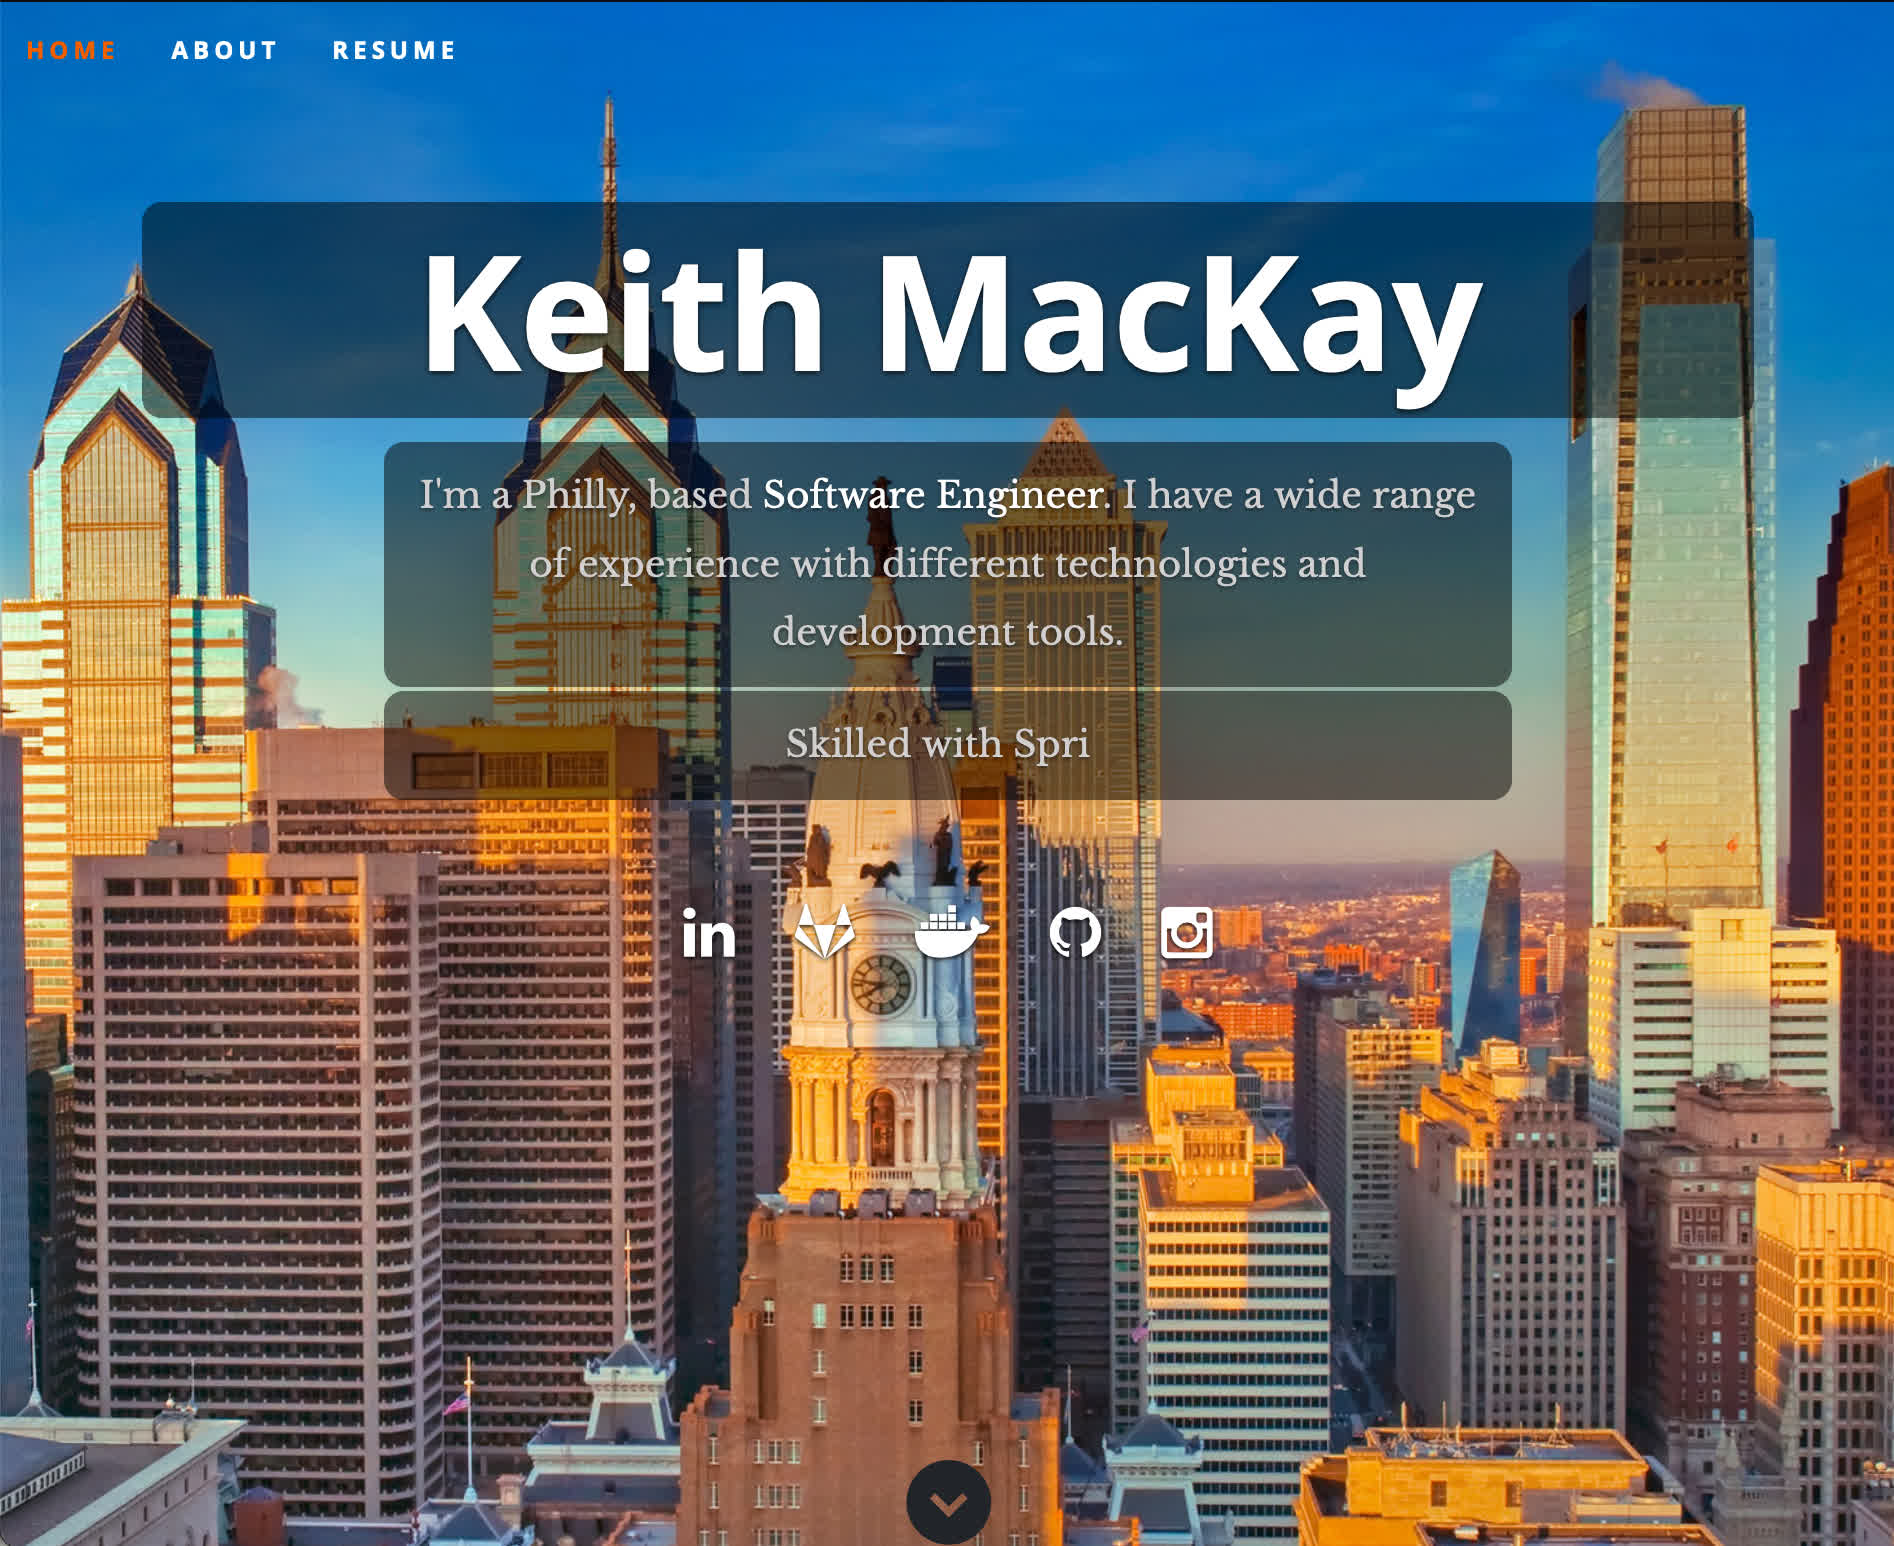 HOME ABOUT RESUME
Keith MacKay
I'm a Philly, based Software Engineer. I have a wide range
of experience with different technologies and
development tools.
Skilled with Spri
in